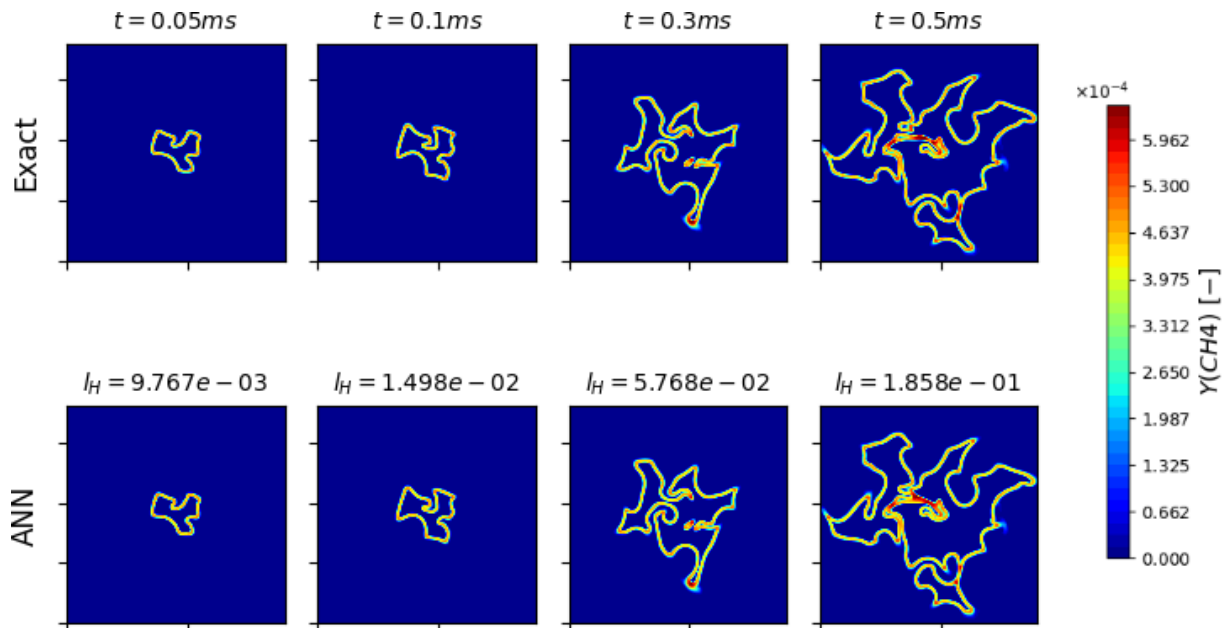 t = 0.05ms
t = 0.1ms
t = 0.3ms
t = 0.5ms
Exact
×10⁻⁴
5.962
5.300
4.637
3.975
3.312
2.650
1.987
1.325
0.662
0.000
Y(CH4) [−]
l_H = 9.767e − 03
l_H = 1.498e − 02
l_H = 5.768e − 02
l_H = 1.858e − 01
ANN